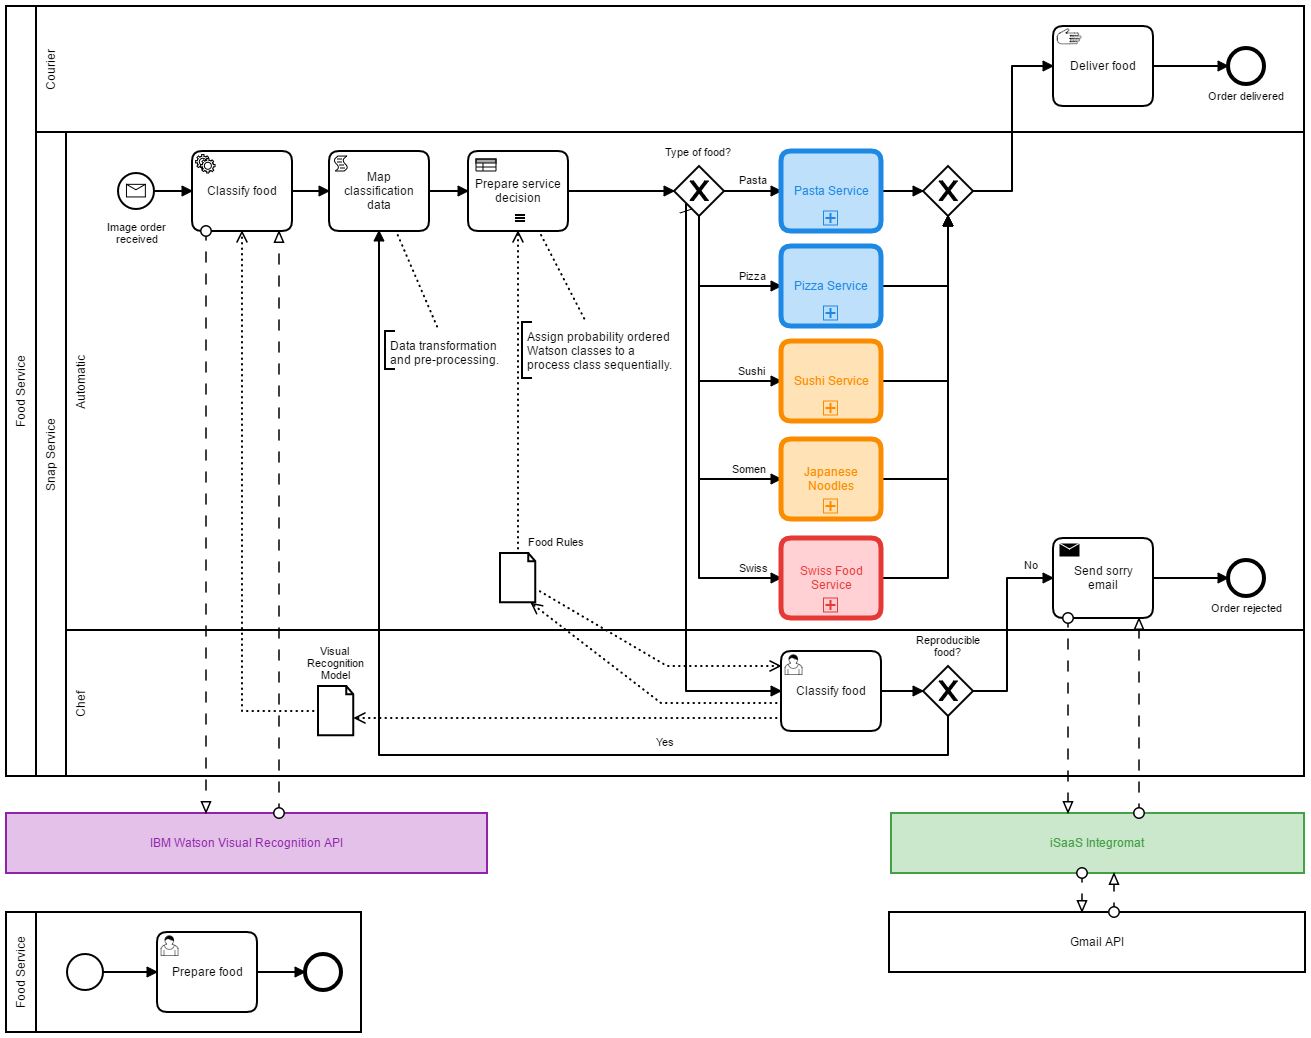 Food Service
Courier
Deliver food
Order delivered
Snap Service
Automatic
Image order
received
Classify food
Map
classification
data
Prepare service
decision
Type of food?
Pasta
Pasta Service
Pizza
Pizza Service
Sushi
Sushi Service
Somen
Japanese
Noodles
Swiss
Swiss Food
Service
Data transformation
and pre-processing.
Assign probability ordered
Watson classes to a
process class sequentially.
Food Rules
No
Send sorry
email
Order rejected
Chef
Visual
Recognition
Model
Classify food
Reproducible
food?
Yes
IBM Watson Visual Recognition API
iSaaS Integromat
Gmail API
Food Service
Prepare food